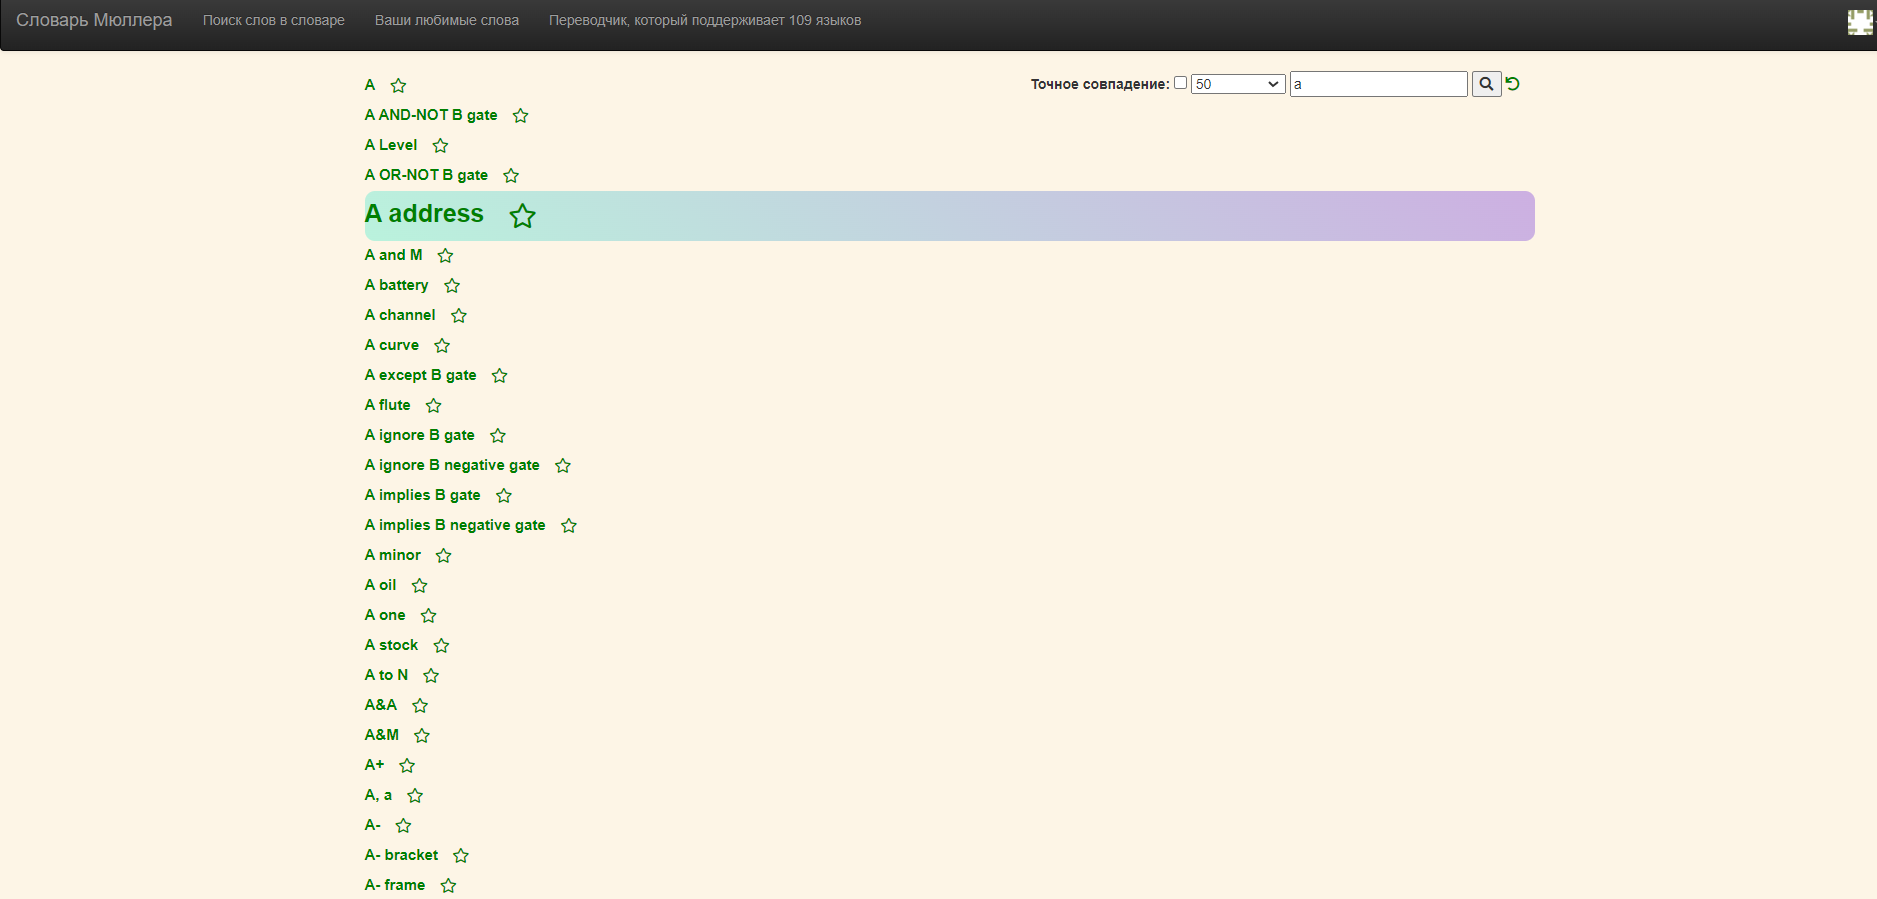 Словарь Мюллера Поиск слов в словаре Ваши любимые слова Переводчик, который поддерживает 109 языков
Точное совпадение: 50 a
A
A AND-NOT B gate
A Level
A OR-NOT B gate
A address
A and M
A battery
A channel
A curve
A except B gate
A flute
A ignore B gate
A ignore B negative gate
A implies B gate
A implies B negative gate
A minor
A oil
A one
A stock
A to N
A&A
A&M
A+
A, a
A-
A- bracket
A- frame